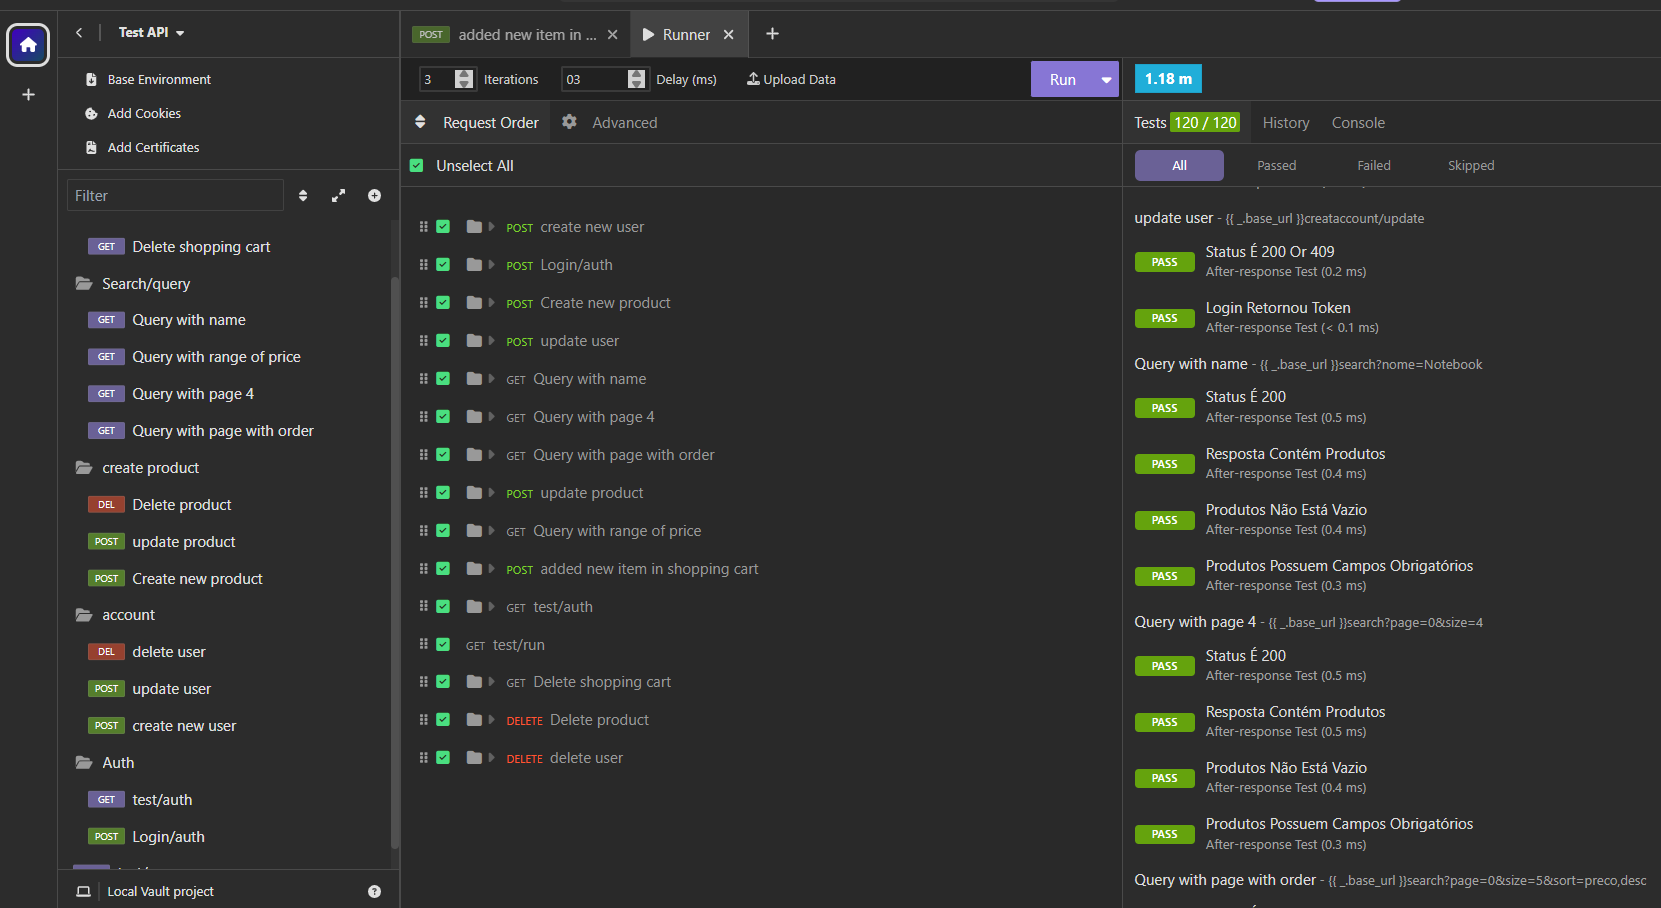 Test API
Base Environment
Add Cookies
Add Certificates
Filter
GET Delete shopping cart
Search/query
GET Query with name
GET Query with range of price
GET Query with page 4
GET Query with page with order
create product
DEL Delete product
POST update product
POST Create new product
account
DEL delete user
POST update user
POST create new user
Auth
GET test/auth
POST Login/auth
Local Vault project
POST added new item in ...
Runner
3 Iterations 03 Delay (ms) Upload Data Run
Request Order Advanced
Unselect All
POST create new user
POST Login/auth
POST Create new product
POST update user
GET Query with name
GET Query with page 4
GET Query with page with order
POST update product
GET Query with range of price
POST added new item in shopping cart
GET test/auth
GET test/run
GET Delete shopping cart
DELETE Delete product
DELETE delete user
1.18 m
Tests 120 / 120 History Console
All Passed Failed Skipped
update user - {{ _.base_url }}creataccount/update
PASS Status É 200 Or 409
After-response Test (0.2 ms)
PASS Login Retornou Token
After-response Test (< 0.1 ms)
Query with name - {{ _.base_url }}search?nome=Notebook
PASS Status É 200
After-response Test (0.5 ms)
PASS Resposta Contém Produtos
After-response Test (0.4 ms)
PASS Produtos Não Está Vazio
After-response Test (0.4 ms)
PASS Produtos Possuem Campos Obrigatórios
After-response Test (0.3 ms)
Query with page 4 - {{ _.base_url }}search?page=0&size=4
PASS Status É 200
After-response Test (0.5 ms)
PASS Resposta Contém Produtos
After-response Test (0.5 ms)
PASS Produtos Não Está Vazio
After-response Test (0.4 ms)
PASS Produtos Possuem Campos Obrigatórios
After-response Test (0.3 ms)
Query with page with order - {{ _.base_url }}search?page=0&size=5&sort=preco,desc